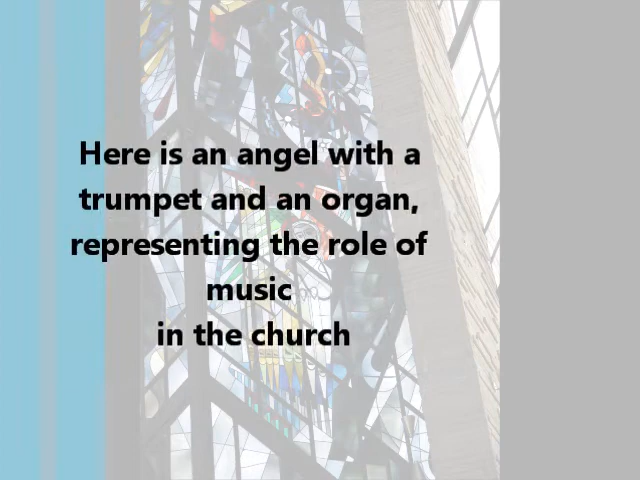 Here is an angel with a
trumpet and an organ,
representing the role of
music
in the church